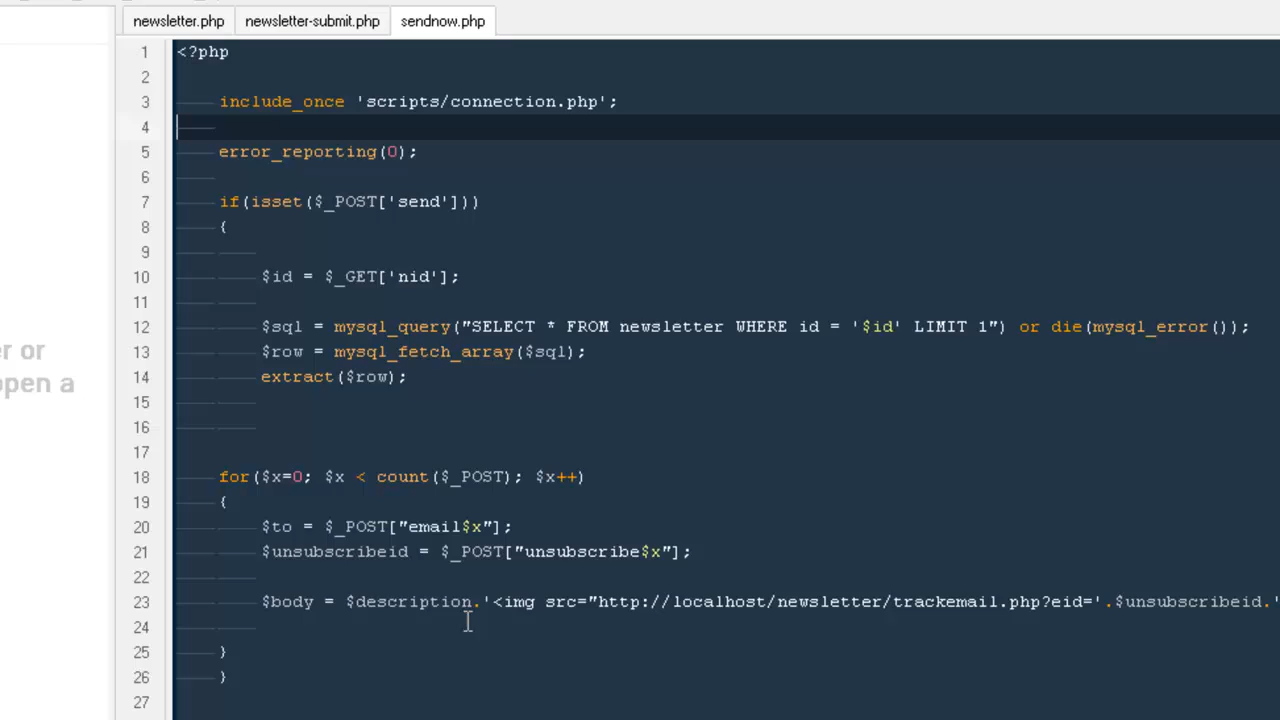 newsletter.php newsletter-submit.php sendnow.php
1 <?php
2
3 include_once 'scripts/connection.php';
4
5 error_reporting(0);
6
7 if(isset($_POST['send']))
8 {
9
10 $id = $_GET['nid'];
11
12 $sql = mysql_query("SELECT * FROM newsletter WHERE id = '$id' LIMIT 1") or die(mysql_error());
13 $row = mysql_fetch_array($sql);
er or
14 extract($row);
open a
15
16
17
18 for($x=0; $x < count($_POST); $x++)
19 {
20 $to = $_POST["email$x"];
21 $unsubscribeid = $_POST["unsubscribe$x"];
22
23 $body = $description.'<img src="http://localhost/newsletter/trackemail.php?eid='.$unsubscribeid.'
24
25 }
26 }
27